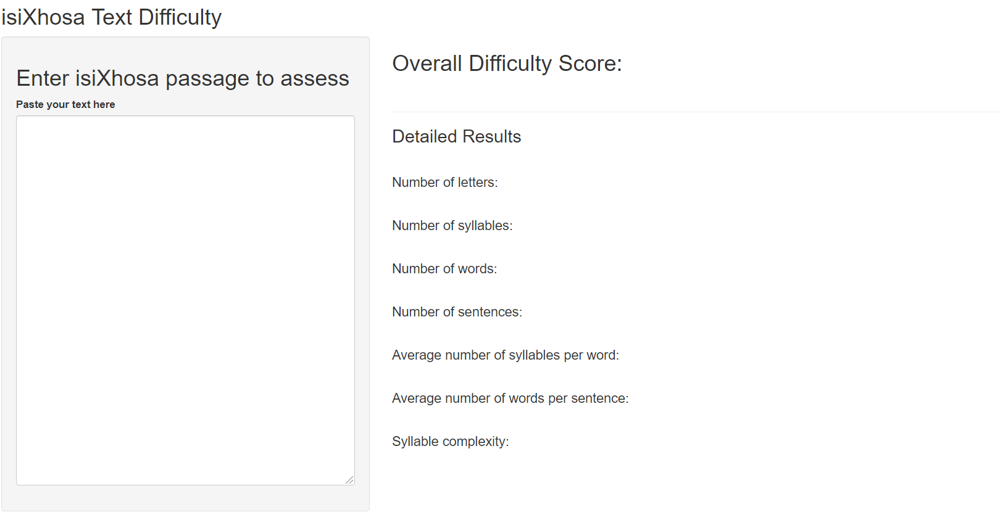 isiXhosa Text Difficulty
Enter isiXhosa passage to assess
Paste your text here
Overall Difficulty Score:
Detailed Results
Number of letters:
Number of syllables:
Number of words:
Number of sentences:
Average number of syllables per word:
Average number of words per sentence:
Syllable complexity: